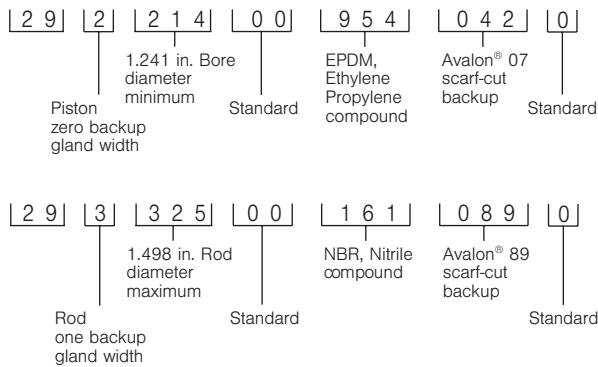 29 2 214 00 954 042 0
1.241 in. Bore
diameter
minimum
EPDM,
Ethylene
Propylene
compound
Avalon® 07
scarf-cut
backup
Piston
zero backup
gland width
Standard
Standard
29 3 325 00 161 089 0
1.498 in. Rod
diameter
maximum
NBR, Nitrile
compound
Avalon® 89
scarf-cut
backup
Rod
one backup
gland width
Standard
Standard